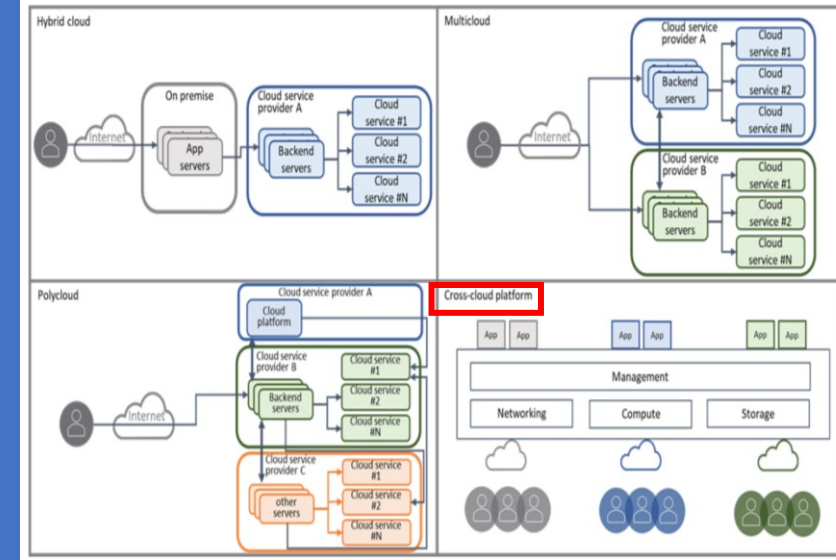 Hybrid cloud
On premise
Internet
App
servers
Cloud service
provider A
Backend
servers
Cloud
service #1
Cloud
service #2
Cloud
service #N
Multicloud
Internet
Cloud service
provider A
Backend
servers
Cloud
service #1
Cloud
service #2
Cloud
service #N
Cloud service
provider B
Backend
servers
Cloud
service #1
Cloud
service #2
Cloud
service #N
Polycloud
Internet
Cloud service provider A
Cloud
platform
Cloud service
provider B
Backend
servers
Cloud service
#1
Cloud service
#2
Cloud service
#N
Cloud service
provider C
other
servers
Cloud service
#1
Cloud service
#2
Cloud service
#N
Cross-cloud platform
App App App App App App
Management
Networking Compute Storage